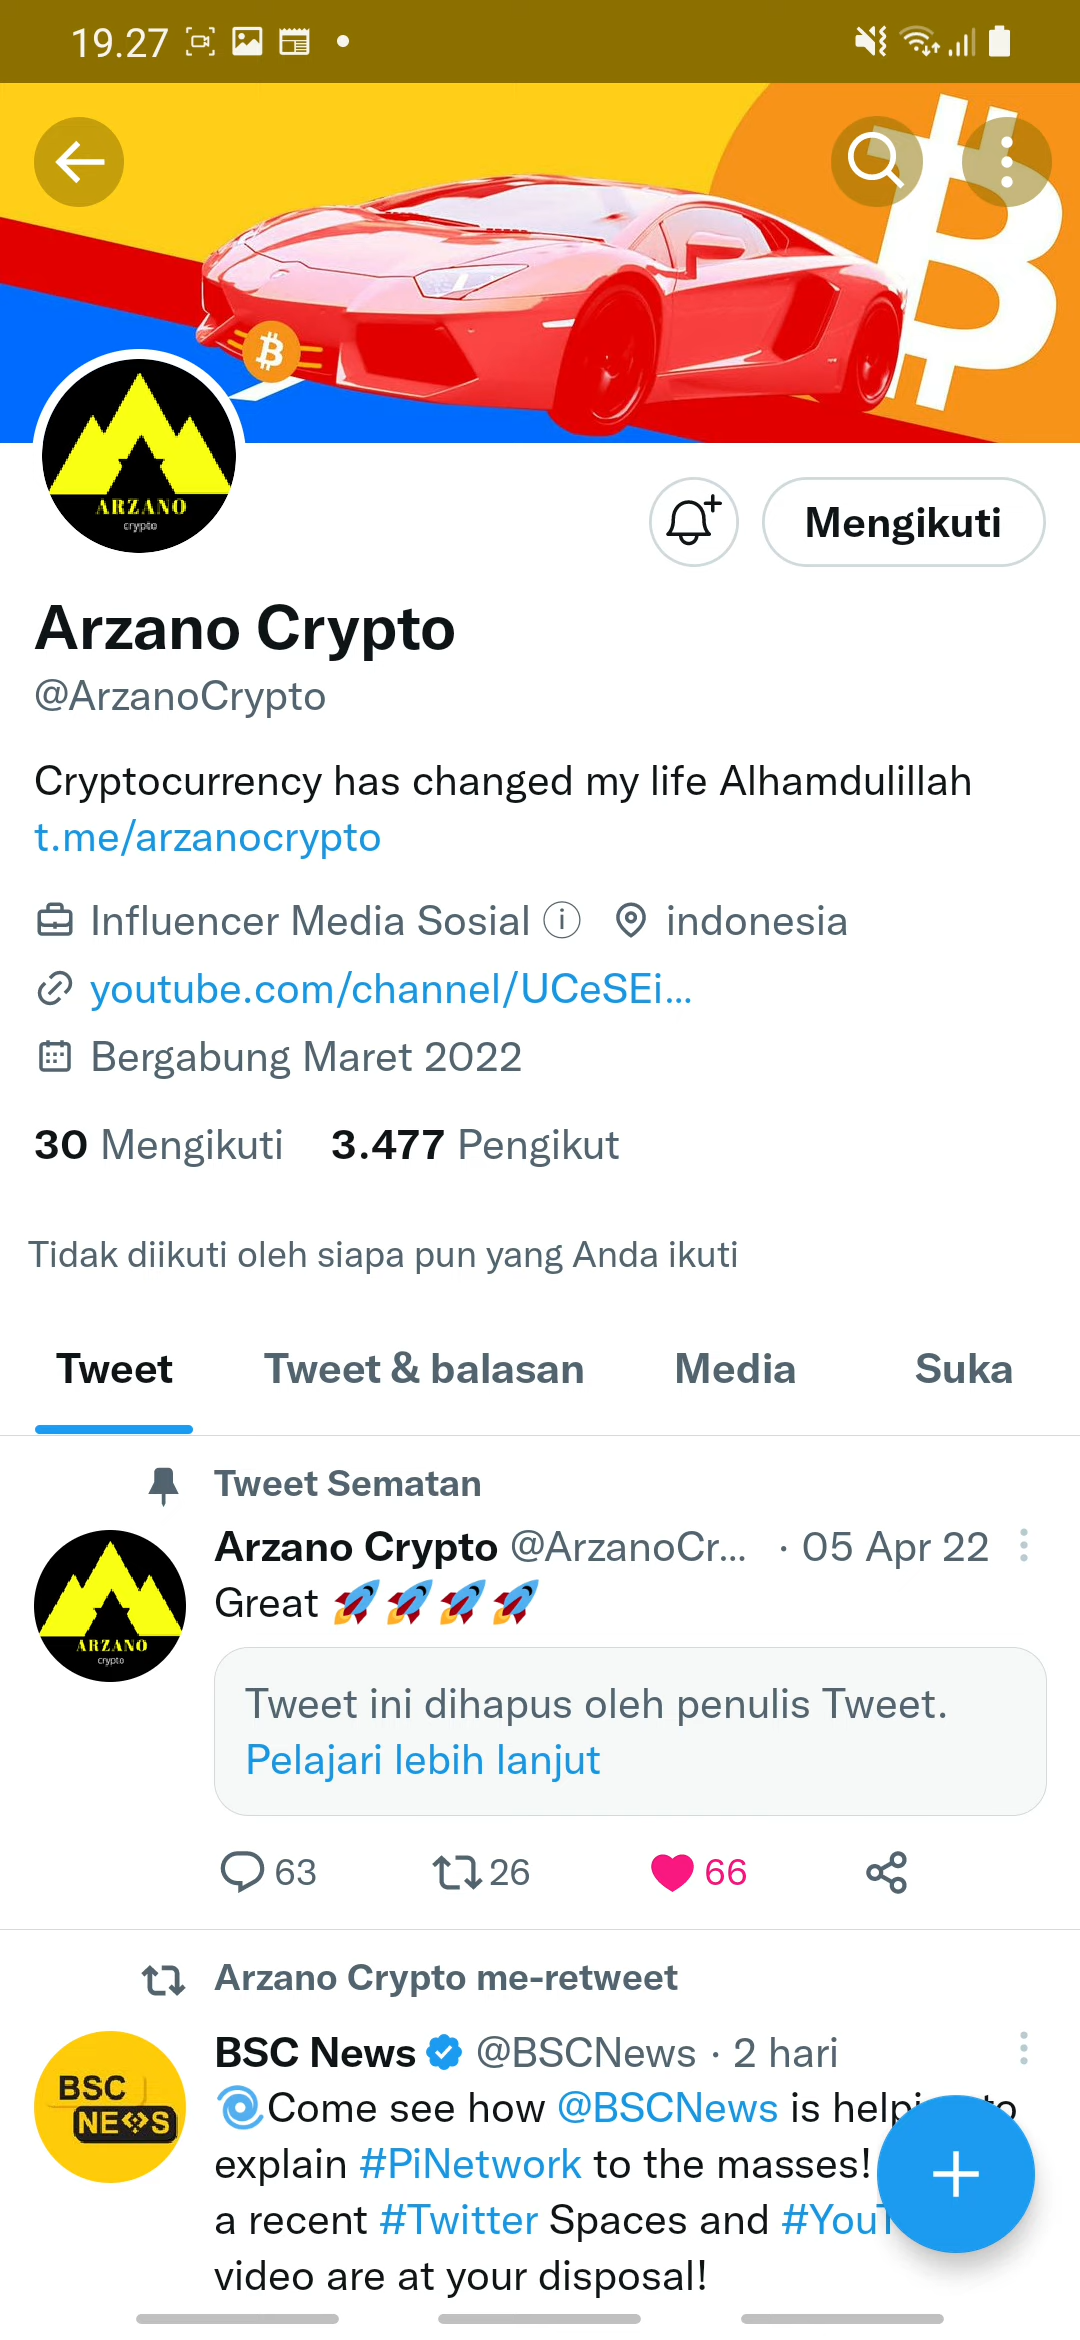 19.27
ARZANO
crypto
Mengikuti
Arzano Crypto
@ArzanoCrypto
Cryptocurrency has changed my life Alhamdulillah
t.me/arzanocrypto
Influencer Media Sosial indonesia
youtube.com/channel/UCeSEi...
Bergabung Maret 2022
30 Mengikuti 3.477 Pengikut
Tidak diikuti oleh siapa pun yang Anda ikuti
Tweet Tweet & balasan Media Suka
Tweet Sematan
Arzano Crypto @ArzanoCr... · 05 Apr 22
ARZANO
crypto
Great 🚀🚀🚀🚀
Tweet ini dihapus oleh penulis Tweet.
Pelajari lebih lanjut
63 26 66
Arzano Crypto me-retweet
BSC News @BSCNews · 2 hari
BSC
NEWS
🌀Come see how @BSCNews is
explain #PiNetwork to the masses!
a recent #Twitter Spaces and
video are at your disposal!